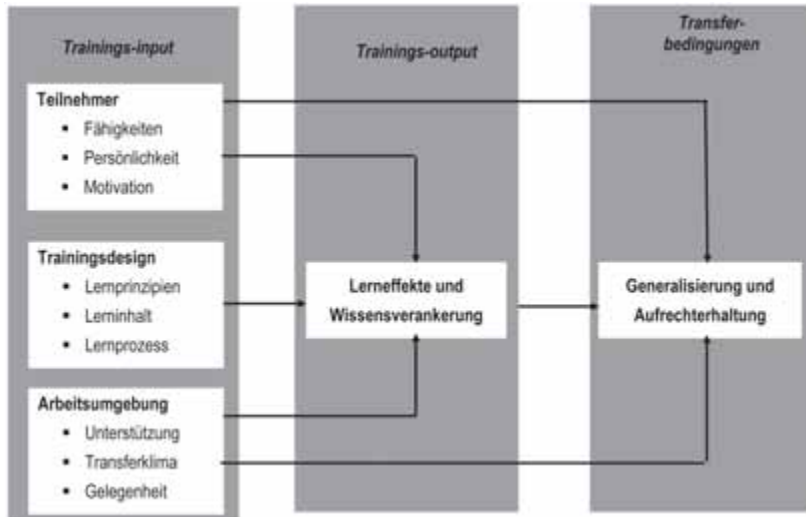 Trainings-input
Teilnehmer
▪ Fähigkeiten
▪ Persönlichkeit
▪ Motivation
Trainingsdesign
▪ Lernprinzipien
▪ Lerninhalt
▪ Lernprozess
Arbeitsumgebung
▪ Unterstützung
▪ Transferklima
▪ Gelegenheit
Trainings-output
Lerneffekte und
Wissensverankerung
Transfer-
bedingungen
Generalisierung und
Aufrechterhaltung